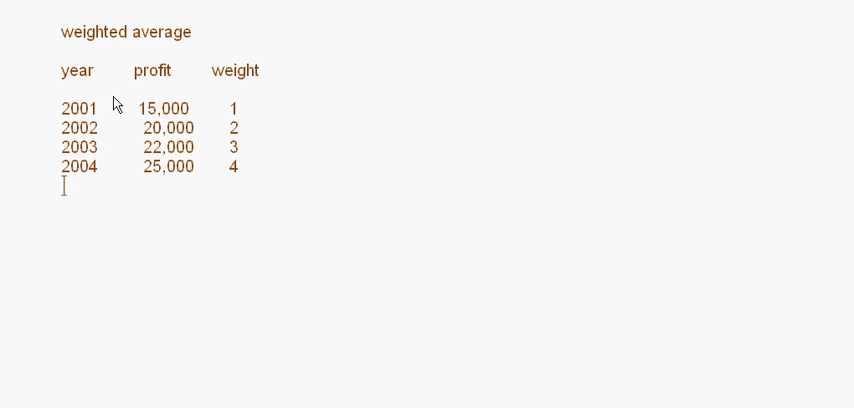 weighted average
year profit weight
2001 15,000 1
2002 20,000 2
2003 22,000 3
2004 25,000 4